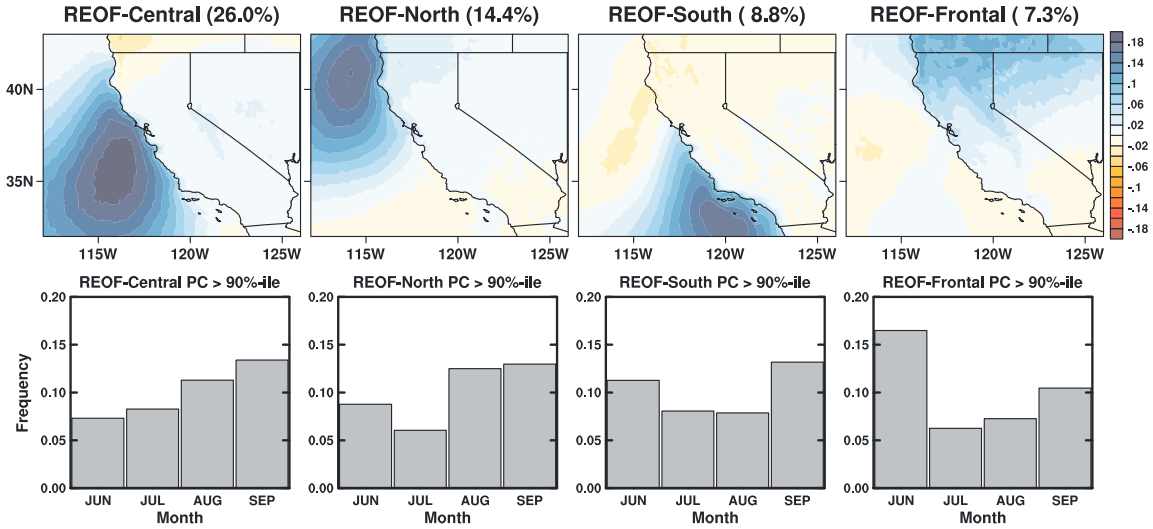 REOF-Central (26.0%) REOF-North (14.4%) REOF-South ( 8.8%) REOF-Frontal ( 7.3%)
40N
35N
115W 120W 115W 120W 115W 120W 115W 120W
.18
.14
.1
.06
.02
-.02
-.06
-.1
-.14
-.18
REOF-Central PC > 90%-ile REOF-North PC > 90%-ile REOF-South PC > 90%-ile REOF-Frontal PC > 90%-ile
0.20 0.20 0.20 0.20
0.15 0.15 0.15 0.15
0.10 0.10 0.10 0.10
0.05 0.05 0.05 0.05
0.00 0.00 0.00 0.00
Frequency
JUN JUL AUG SEP JUN JUL AUG SEP JUN JUL AUG SEP JUN JUL AUG SEP
Month Month Month Month